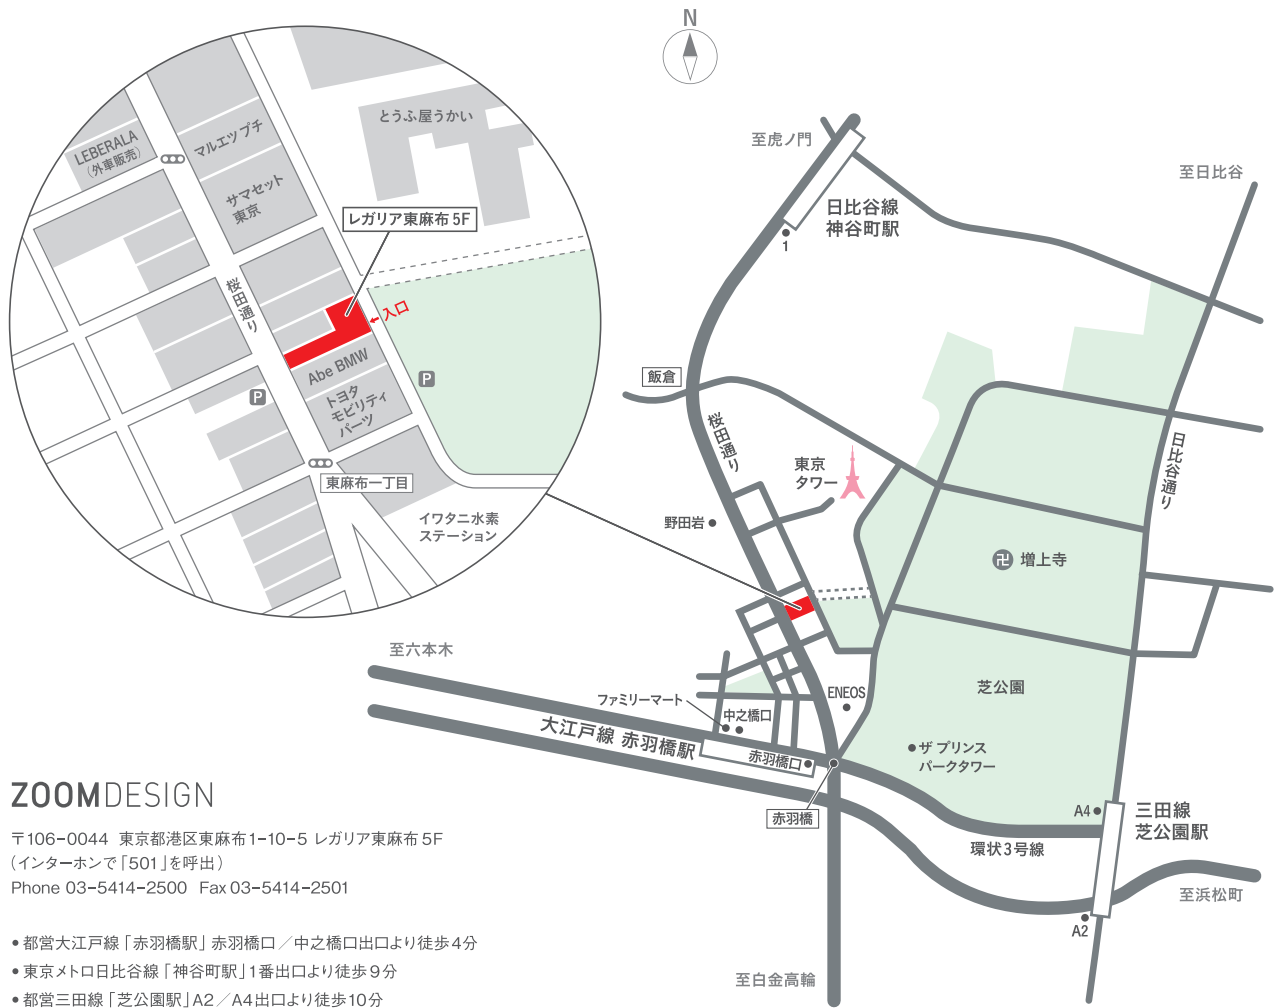 N
とうふ屋うかい
LEBERALA
（外車販売）
マルエツプチ
サマセット
東京
レガリア東麻布 5F
桜田通り
入口
Abe BMW
トヨタ
モビリティ
パーツ
P
P
東麻布一丁目
イワタニ水素
ステーション
至虎ノ門
日比谷線
神谷町駅
1
至日比谷
飯倉
桜田通り
東京
タワー
日比谷通り
野田岩
卍 増上寺
至六本木
芝公園
ENEOS
ファミリーマート
中之橋口
大江戸線 赤羽橋駅
赤羽橋口
ザ プリンス
パークタワー
赤羽橋
A4
三田線
芝公園駅
環状3号線
至浜松町
A2
至白金高輪
ZOOMDESIGN
〒106-0044 東京都港区東麻布1-10-5 レガリア東麻布 5F
（インターホンで「501」を呼出）
Phone 03-5414-2500 Fax 03-5414-2501
•都営大江戸線「赤羽橋駅」赤羽橋口／中之橋口出口より徒歩4分
•東京メトロ日比谷線「神谷町駅」1番出口より徒歩9分
•都営三田線「芝公園駅」A2／A4出口より徒歩10分